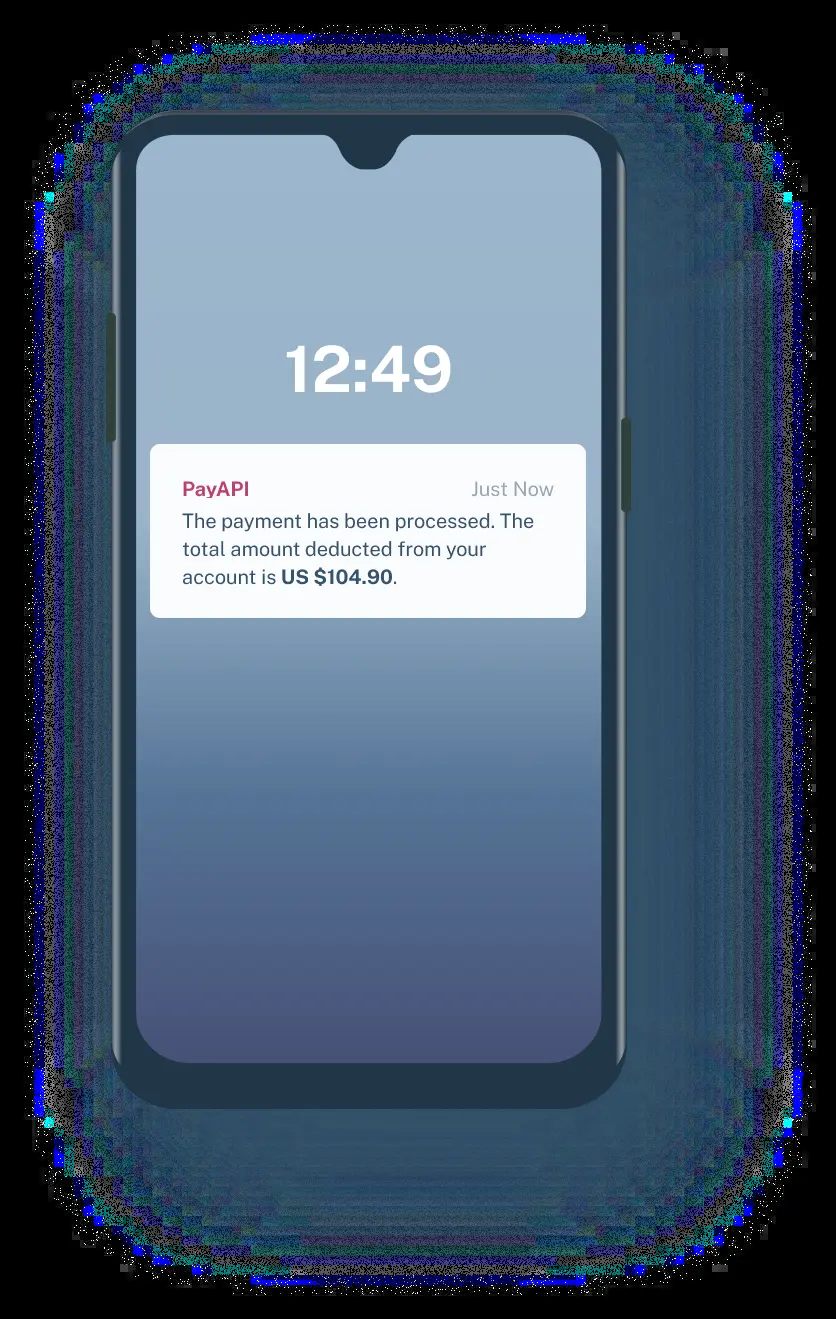 12:49
PayAPI Just Now
The payment has been processed. The
total amount deducted from your
account is US $104.90.